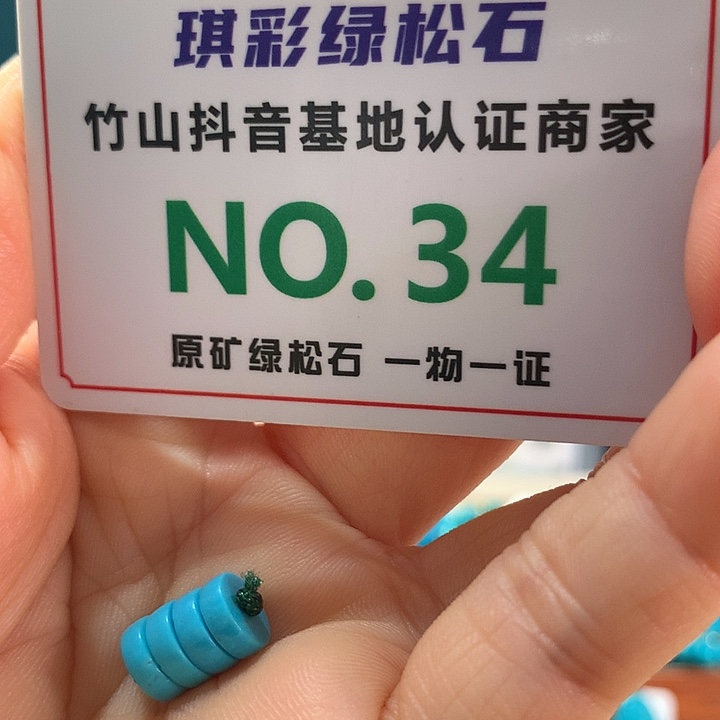 琪彩绿松石
竹山抖音基地认证商家
NO.34
原矿绿松石 一物一证